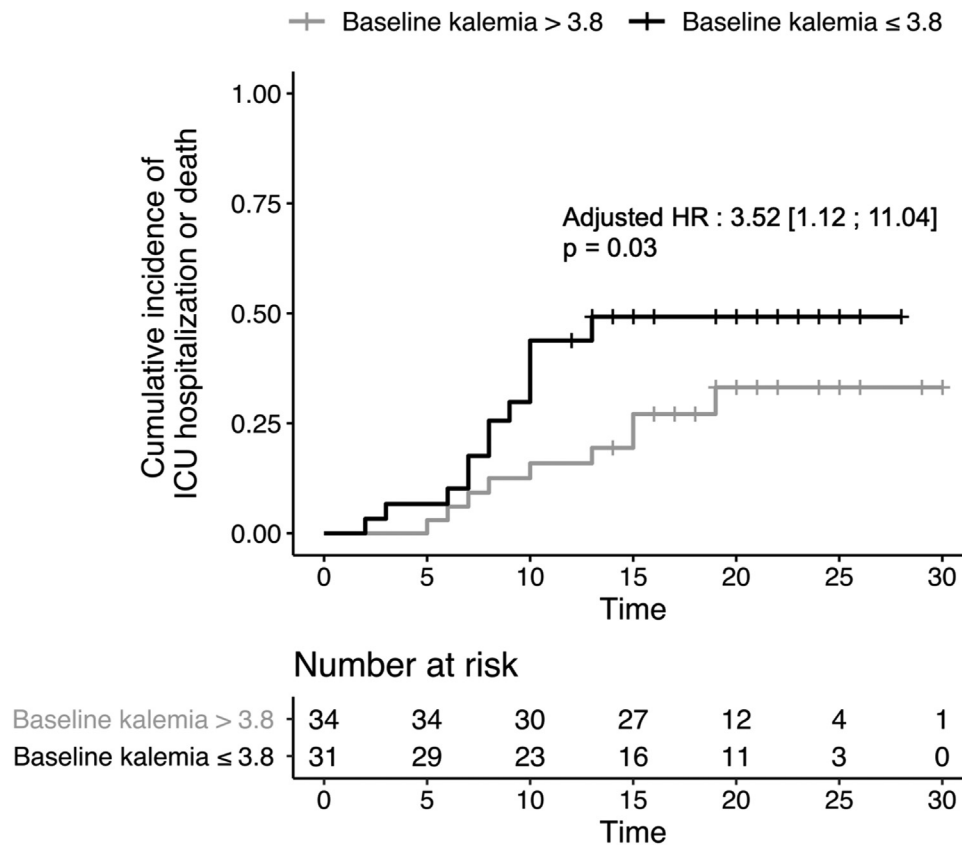 Baseline kalemia > 3.8 Baseline kalemia ≤ 3.8
Cumulative incidence of
ICU hospitalization or death
1.00
0.75
0.50
0.25
0.00
Adjusted HR : 3.52 [1.12 ; 11.04]
p = 0.03
0 5 10 15 20 25 30
Time
Number at risk
Baseline kalemia > 3.8 34 34 30 27 12 4 1
Baseline kalemia ≤ 3.8 31 29 23 16 11 3 0
0 5 10 15 20 25 30
Time